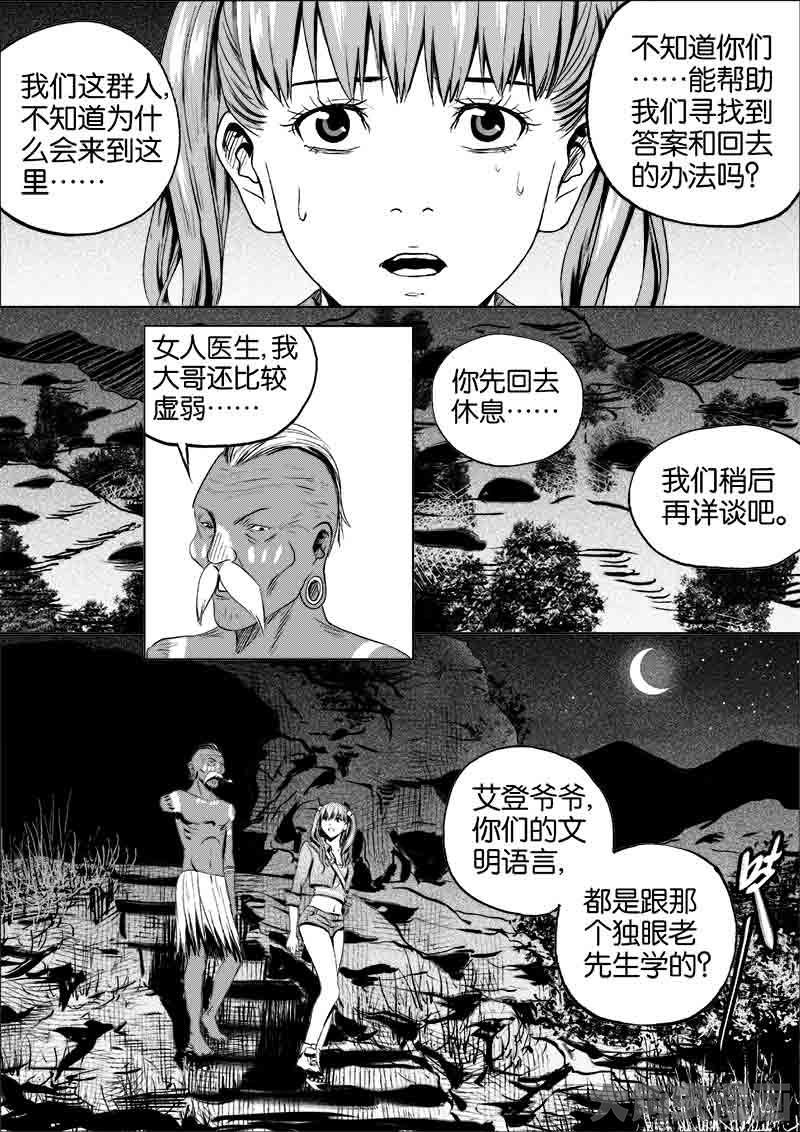 我们这群人，
不知道为什
么会来到这
里……
不知道你们
……能帮助
我们寻找到
答案和回去
的办法吗？
女人医生，我
大哥还比较
虚弱……
你先回去
休息……
我们稍后
再详谈吧。
艾登爷爷，
你们的文
明语言，
都是跟那
个独眼老
先生学的？